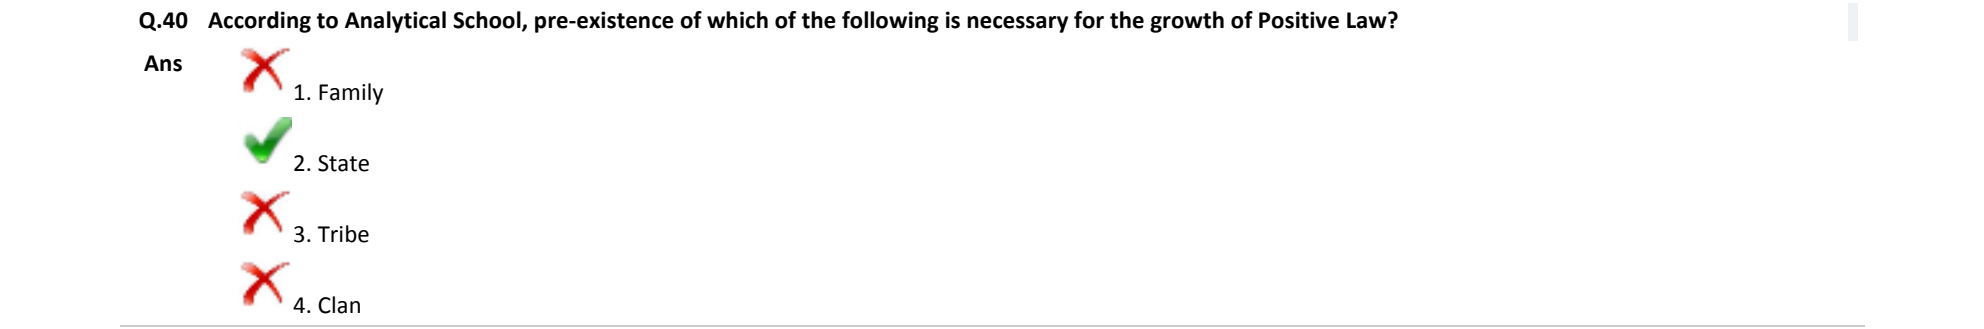 Q.40 According to Analytical School, pre-existence of which of the following is necessary for the growth of Positive Law?
Ans
1. Family
2. State
3. Tribe
4. Clan